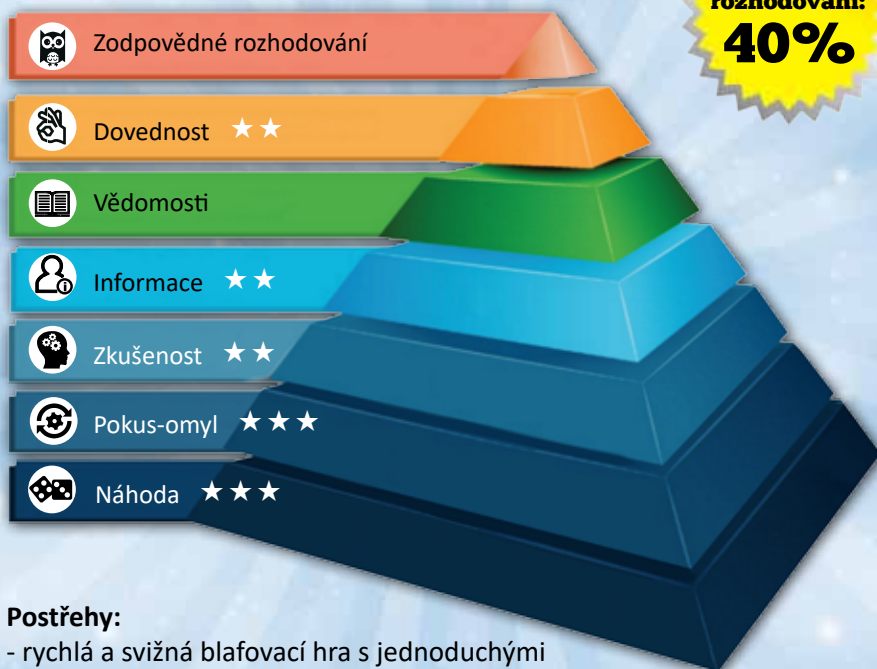 rozhodování:
40%
Zodpovědné rozhodování
Dovednost ★★
Vědomosti
Informace ★★
Zkušenost ★★
Pokus-omyl ★★★
Náhoda ★★★
Postřehy:
- rychlá a svižná blafovací hra s jednoduchými